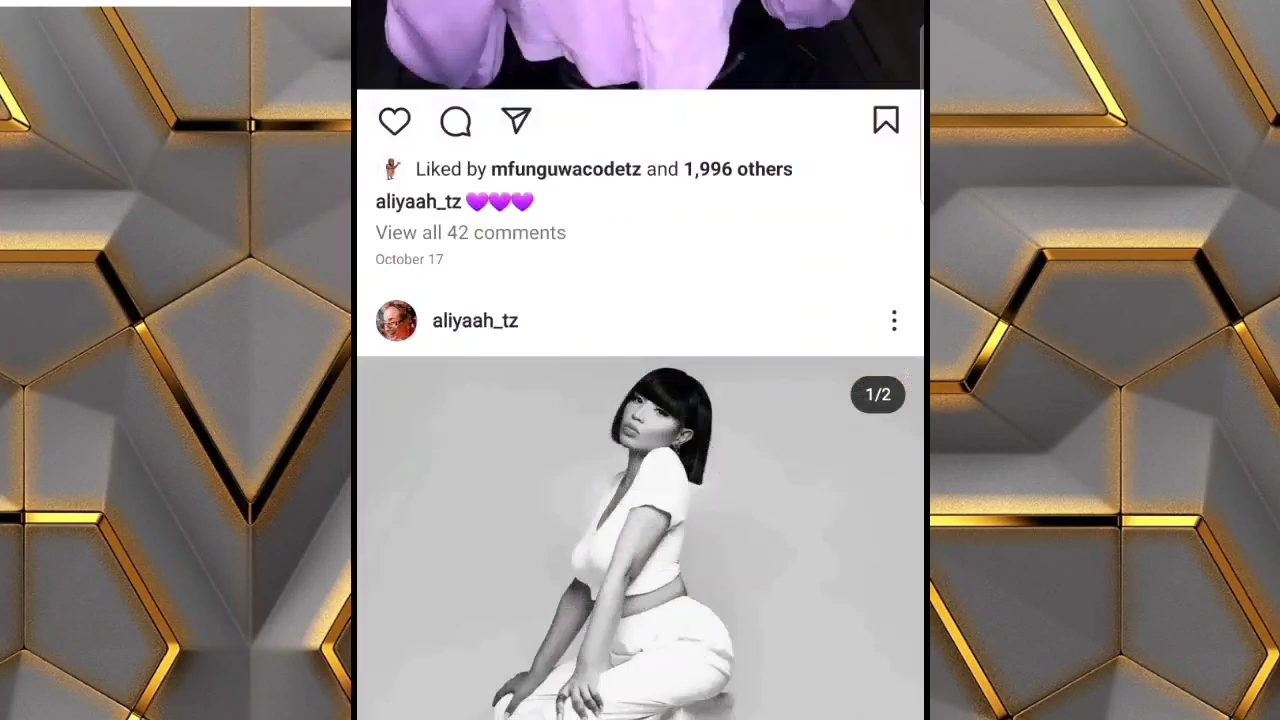 Liked by mfunguwacodetz and 1,996 others
aliyaah_tz 💜💜💜
View all 42 comments
October 17
aliyaah_tz
1/2